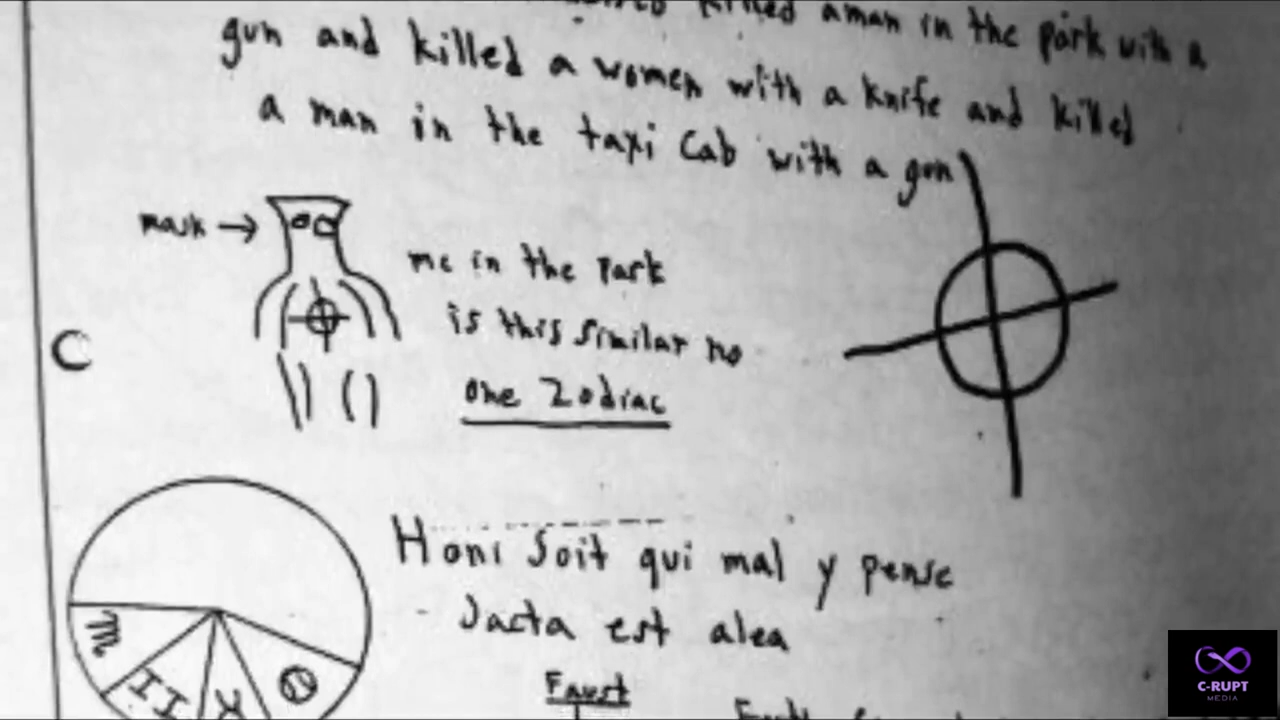 killed a man in the park with a
gun and killed a women with a knife and killed
a man in the taxi cab with a gun
mask
me in the park
is this similar no
one Zodiac
C
Honi Soit qui mal y pense
Jacta est alea
II
Faust
C-RUPT
MEDIA